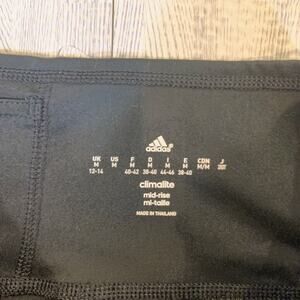 adidas
UK US F D I E CDN J
M M M M M M M/M
12-14 40-42 38-40 44-46 38-40
climalite
mid-rise
mi-taille
MADE IN THAILAND